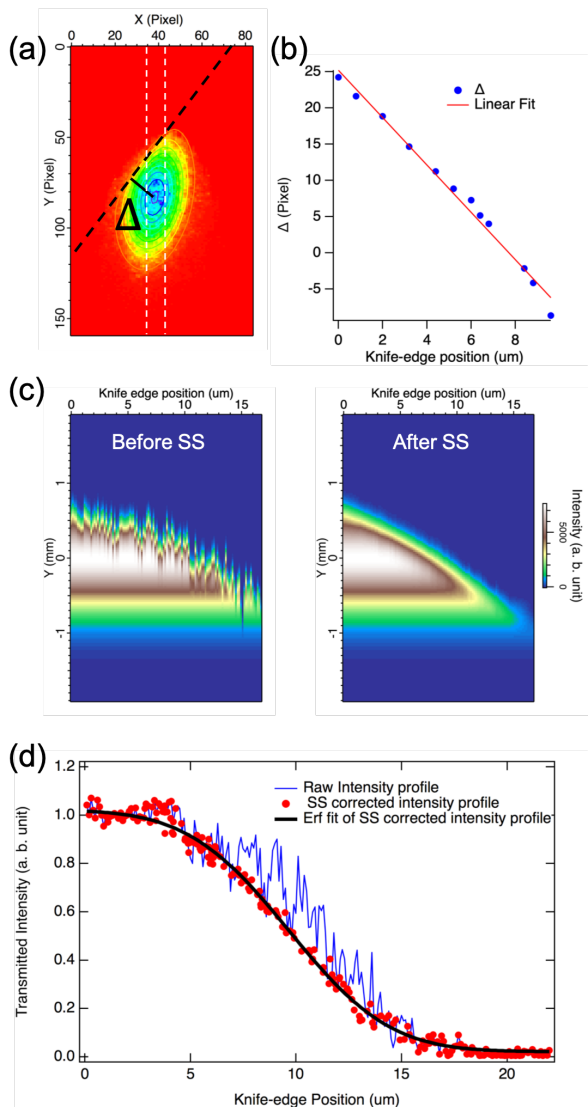 (a)
X (Pixel)
0 20 40 60 80
Y (Pixel)
0
50
100
150
Δ
(b)
Δ (Pixel)
25
20
15
10
5
0
-5
Δ
Linear Fit
0 2 4 6 8
Knife-edge position (um)
(c)
Knife edge position (um)
0 5 10 15
Before SS
Y (mm)
1
0
-1
Knife edge position (um)
0 5 10 15
After SS
Y (mm)
1
0
-1
Intensity (a. b. unit)
5000
0
(d)
Transmitted Intensity (a. b. unit)
1.2
1.0
0.8
0.6
0.4
0.2
0.0
Raw Intensity profile
SS corrected intensity profile
Erf fit of SS corrected intensity profile
0 5 10 15 20
Knife-edge Position (um)